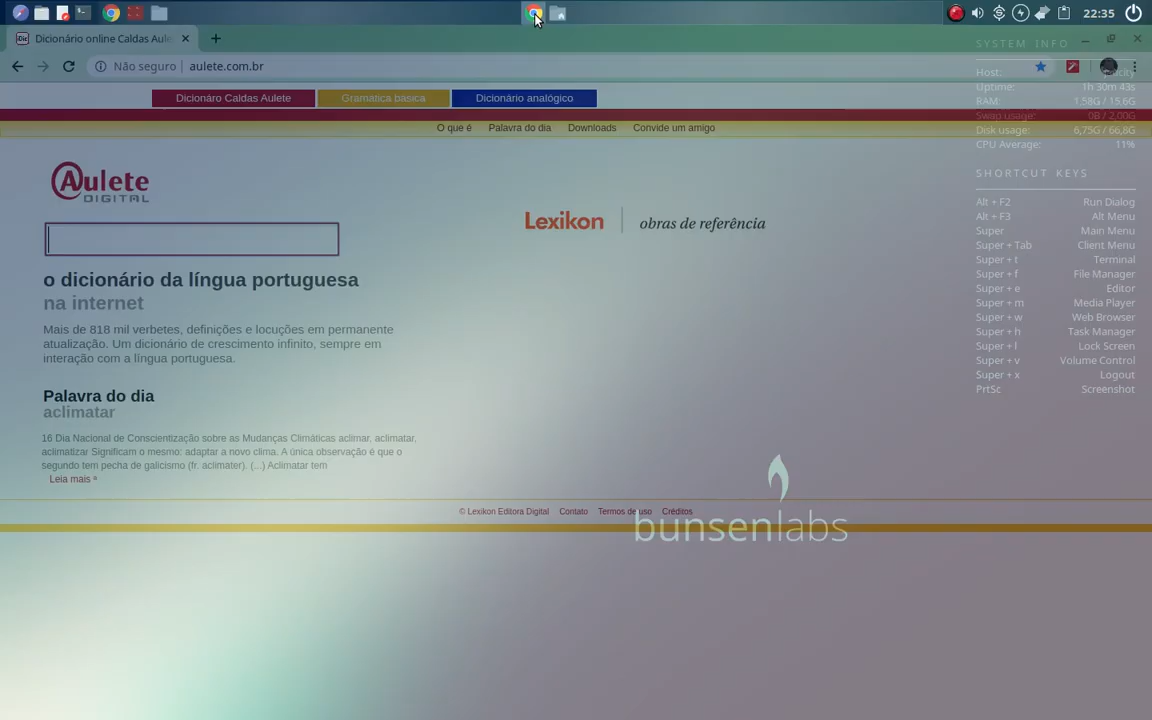 22:35
Dicionário online Caldas Aule
SYSTEM INFO
Não seguro | aulete.com.br
Host:
Uptime: 1h 30m 43s
RAM: 1,58G / 15,6G
Swap usage: 0B / 2,00G
Disk usage: 6,75G / 66,8G
CPU Average: 11%
Dicionáro Caldas Aulete
Gramática básica
Dicionário analógico
O que é
Palavra do dia
Downloads
Convide um amigo
Aulete
DIGITAL
Lexikon
obras de referência
o dicionário da língua portuguesa
na internet
Mais de 818 mil verbetes, definições e locuções em permanente
atualização. Um dicionário de crescimento infinito, sempre em
interação com a língua portuguesa.
Palavra do dia
aclimatar
16 Dia Nacional de Conscientização sobre as Mudanças Climáticas aclimar, aclimatar,
aclimatizar Significam o mesmo: adaptar a novo clima. A única observação é que o
segundo tem pecha de galicismo (fr. aclimater). (...) Aclimatar tem
Leia mais
SHORTCUT KEYS
Alt + F2 Run Dialog
Alt + F3 Alt Menu
Super Main Menu
Super + Tab Client Menu
Super + t Terminal
Super + f File Manager
Super + e Editor
Super + m Media Player
Super + w Web Browser
Super + h Task Manager
Super + l Lock Screen
Super + v Volume Control
Super + x Logout
PrtSc Screenshot
© Lexikon Editora Digital
Contato
Termos de uso
Créditos
bunsenlabs